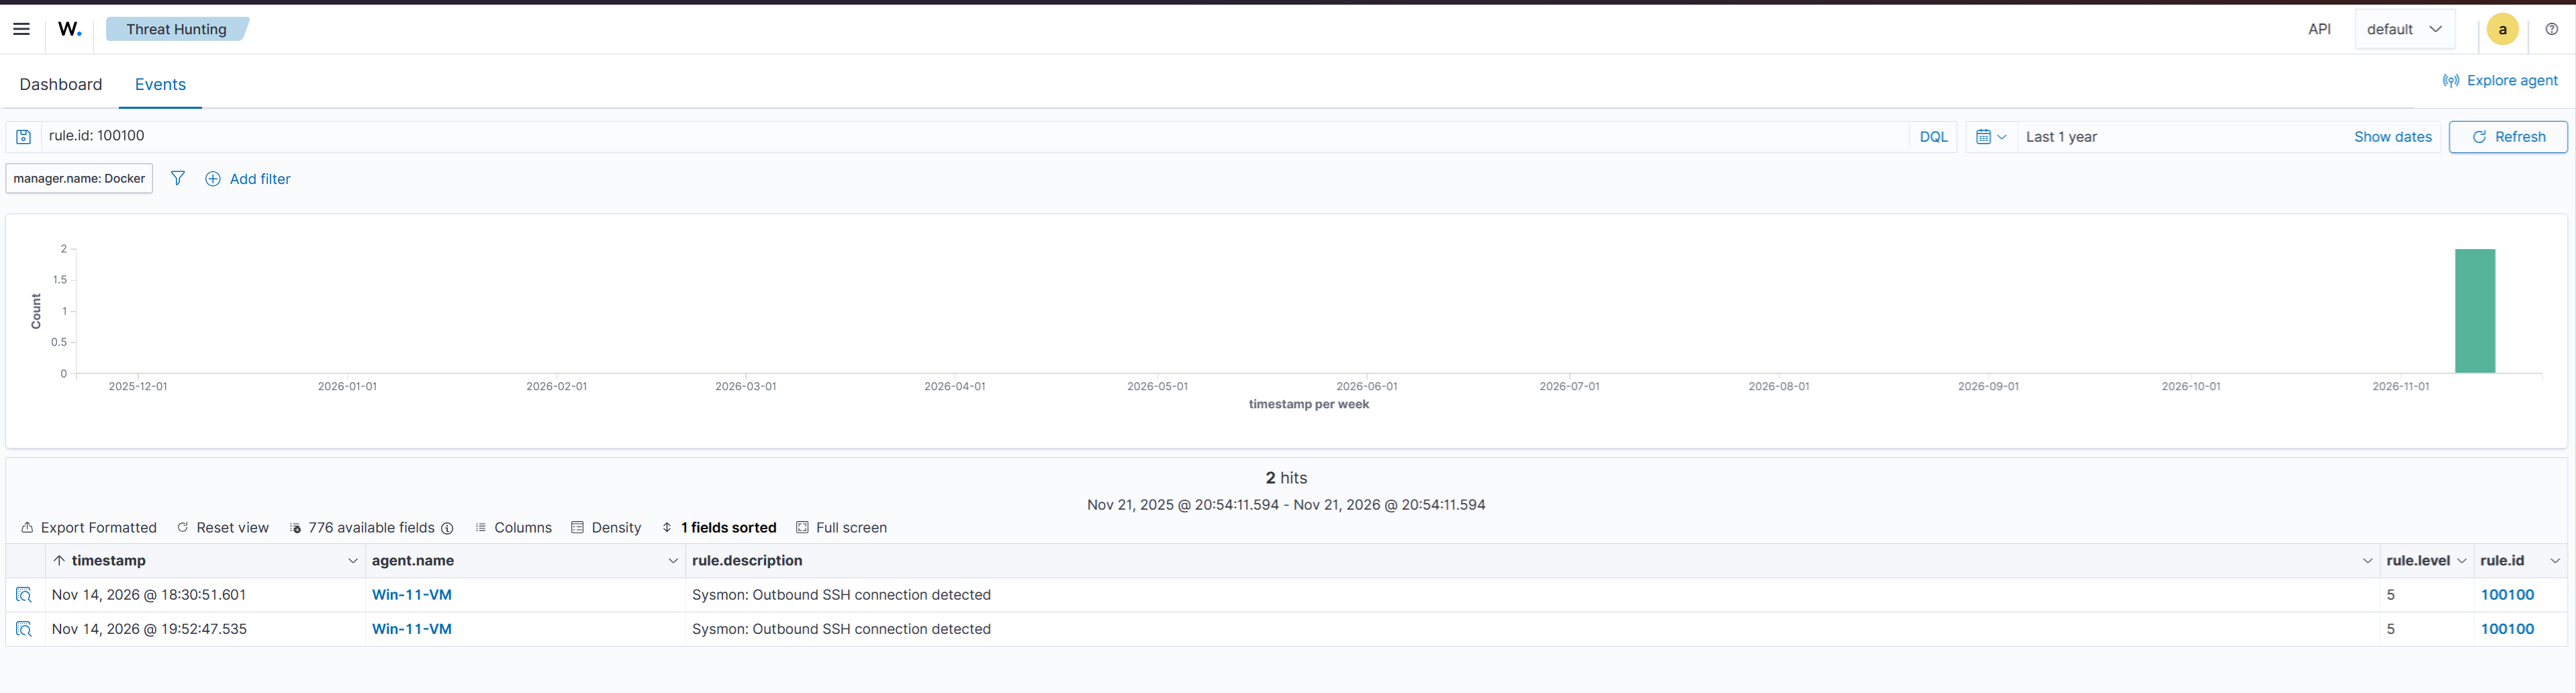 W. Threat Hunting API default a
Dashboard Events Explore agent
rule.id: 100100 DQL Last 1 year Show dates Refresh
manager.name: Docker Add filter
2
1.5
1
0.5
0
Count
2025-12-01 2026-01-01 2026-02-01 2026-03-01 2026-04-01 2026-05-01 2026-06-01 2026-07-01 2026-08-01 2026-09-01 2026-10-01 2026-11-01
timestamp per week
2 hits
Nov 21, 2025 @ 20:54:11.594 - Nov 21, 2026 @ 20:54:11.594
Export Formatted Reset view 776 available fields Columns Density 1 fields sorted Full screen
timestamp agent.name rule.description rule.level rule.id
Nov 14, 2026 @ 18:30:51.601 Win-11-VM Sysmon: Outbound SSH connection detected 5 100100
Nov 14, 2026 @ 19:52:47.535 Win-11-VM Sysmon: Outbound SSH connection detected 5 100100